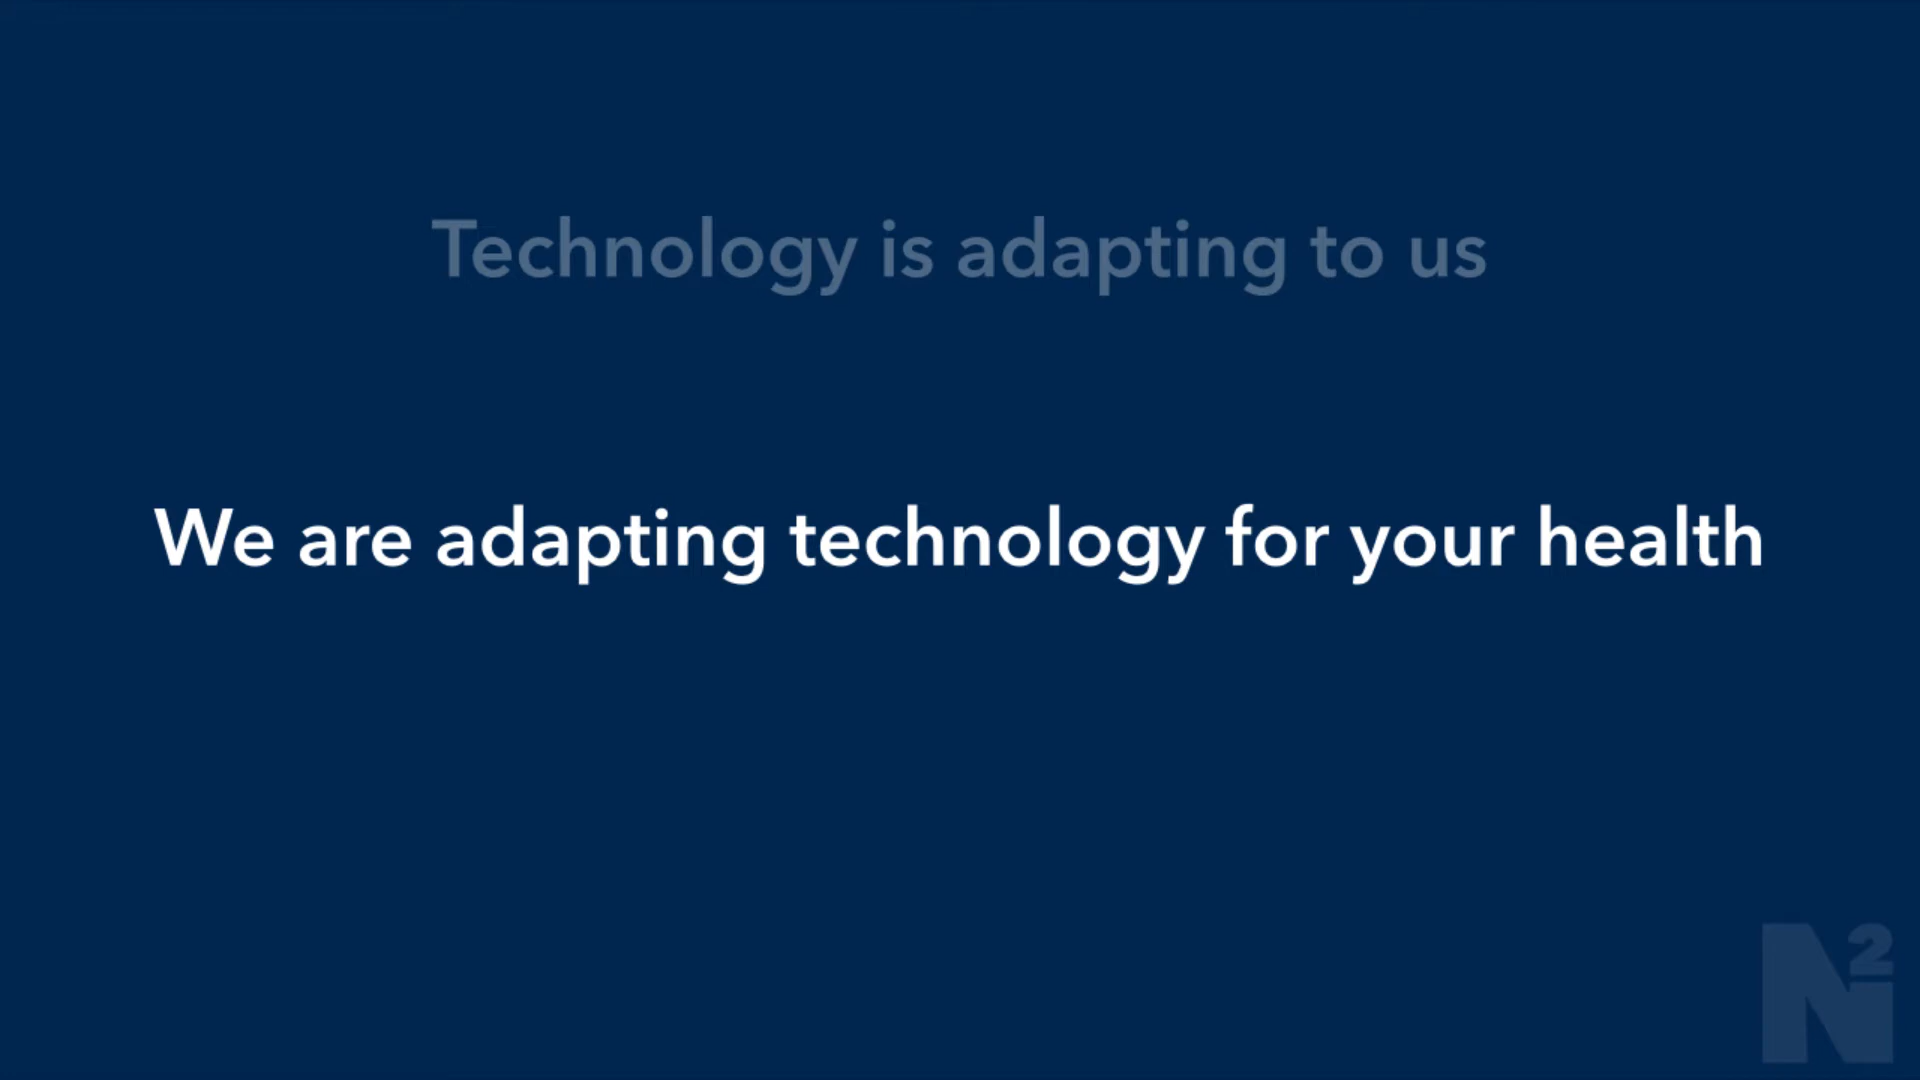 Technology is adapting to us
We are adapting technology for your health
N²